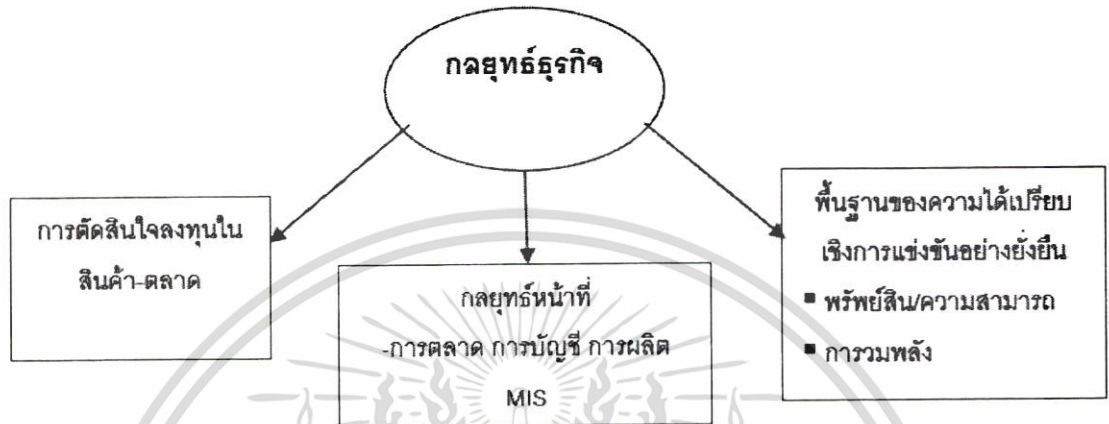 กลยุทธ์ธุรกิจ
การตัดสินใจลงทุนใน
สินค้า-ตลาด
กลยุทธ์หน้าที่
-การตลาด การบัญชี การผลิต
MIS
พื้นฐานของความได้เปรียบ
เชิงการแข่งขันอย่างยั่งยืน
▪ พรัพย์สิน/ความสามารถ
▪ การวมพลัง